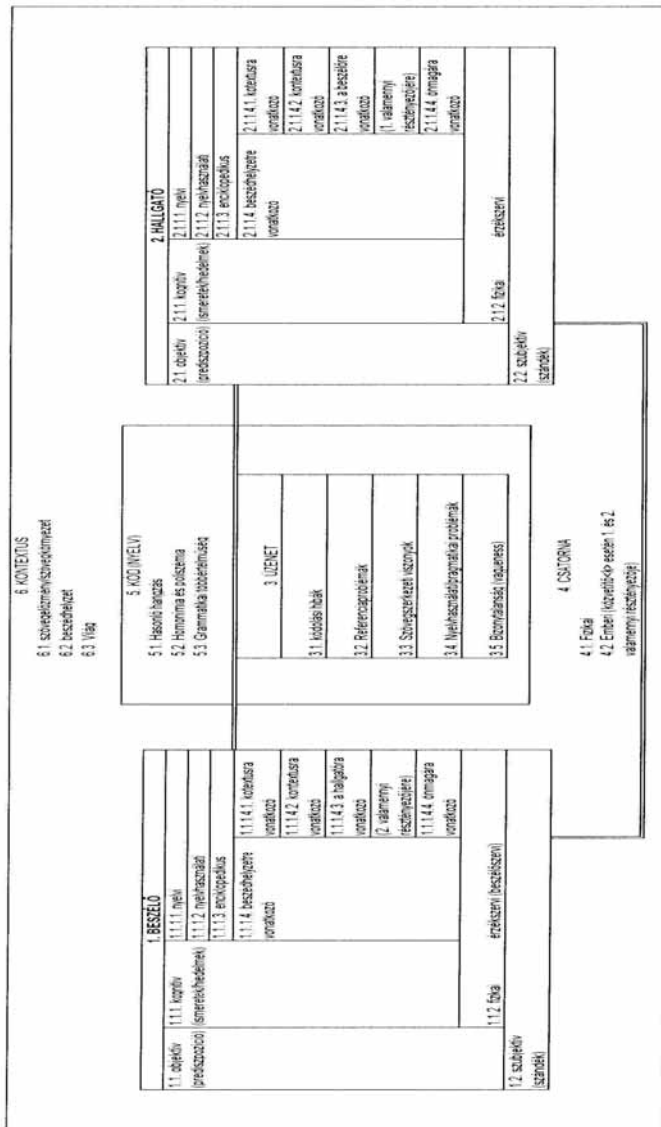 6. KONTEXTUS
6.1. szövegelőzmény/szövegkörnyezet
6.2. beszédhelyzet
6.3. Világ
1. BESZÉLŐ
1.1. objektív
(prediszpozíció)
1.1.1. kognitív
(ismeretek/hiedelmek)
1.1.1.1. nyelvi
1.1.1.2. nyelvhasználati
1.1.1.3. enciklopedikus
1.1.1.4. beszédhelyzetre
vonatkozó
1.1.1.4.1. kotextusra
vonatkozó
1.1.1.4.2. kontextusra
vonatkozó
1.1.1.4.3. a hallgatóra
vonatkozó
(2. valamennyi
résztényezőjére)
1.1.1.4.4. önmagára
vonatkozó
1.1.2. fizikai
érzékszervi (beszélőszervi)
1.2. szubjektív
(szándék)
5. KÓD (NYELV)
5.1. Hasonló hangzás
5.2. Homonímia és poliszémia
5.3. Grammatikai többértelműség
3. ÜZENET
3.1. kódolási hibák
3.2. Referenciaproblémák
3.3. Szövegszerkezeti viszonyok
3.4. Nyelvhasználati/pragmatikai problémák
3.5. Bizonytalanság (vagueness)
4. CSATORNA
4.1. Fizikai
4.2. Emberi (közvetítő<k> esetén 1. és 2.
valamennyi résztényezője)
2. HALLGATÓ
2.1. objektív
(prediszpozíció)
2.1.1. kognitív
(ismeretek/hiedelmek)
2.1.1.1. nyelvi
2.1.1.2. nyelvhasználati
2.1.1.3. enciklopedikus
2.1.1.4. beszédhelyzetre
vonatkozó
2.1.1.4.1. kotextusra
vonatkozó
2.1.1.4.2. kontextusra
vonatkozó
2.1.1.4.3. a beszélőre
vonatkozó
(1. valamennyi
résztényezőjére)
2.1.1.4.4. önmagára
vonatkozó
2.1.2. fizikai
érzékszervi
2.2. szubjektív
(szándék)